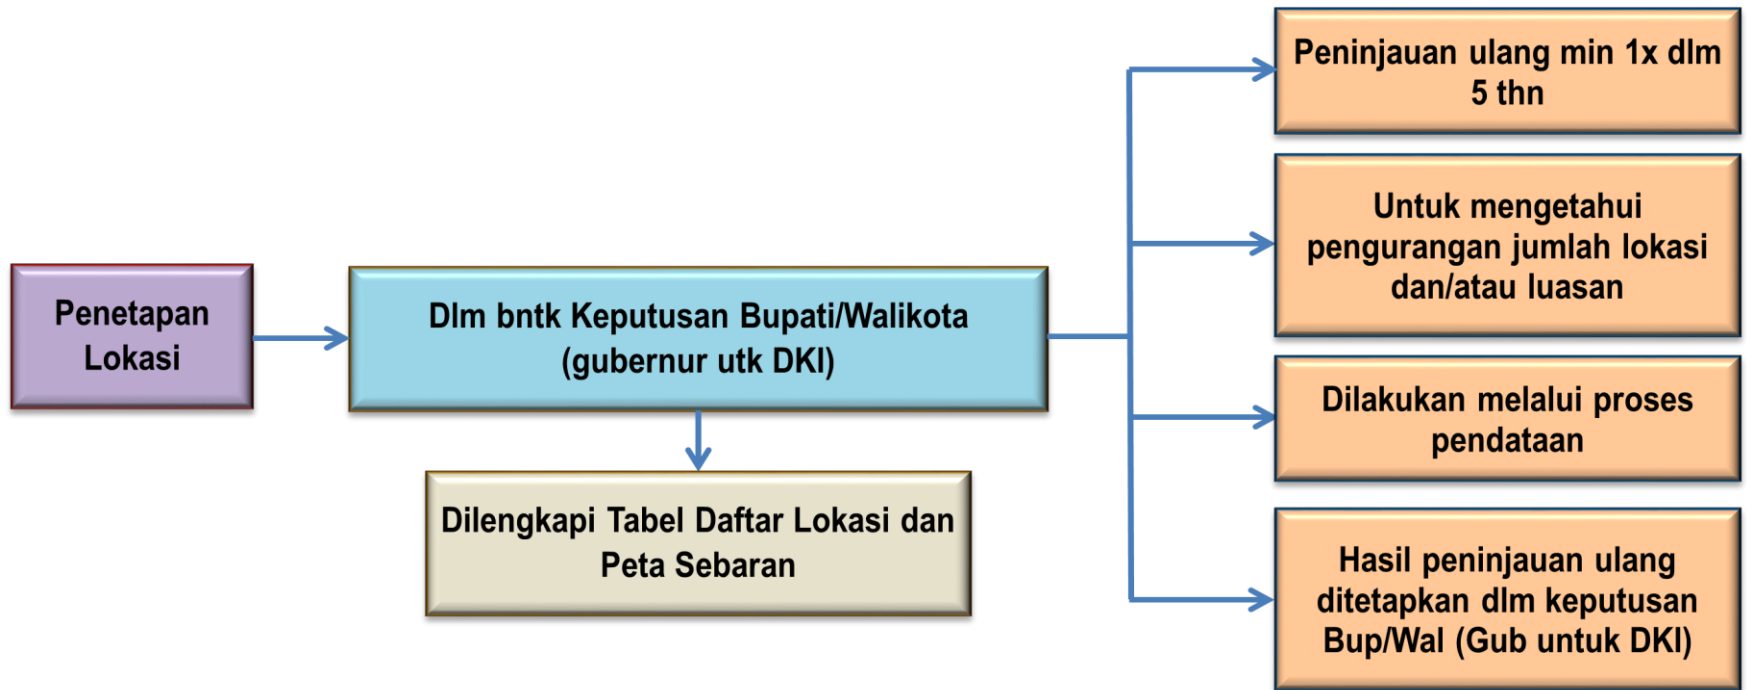 Penetapan
Lokasi
Dlm bntk Keputusan Bupati/Walikota
(gubernur utk DKI)
Dilengkapi Tabel Daftar Lokasi dan
Peta Sebaran
Peninjauan ulang min 1x dlm
5 thn
Untuk mengetahui
pengurangan jumlah lokasi
dan/atau luasan
Dilakukan melalui proses
pendataan
Hasil peninjauan ulang
ditetapkan dlm keputusan
Bup/Wal (Gub untuk DKI)